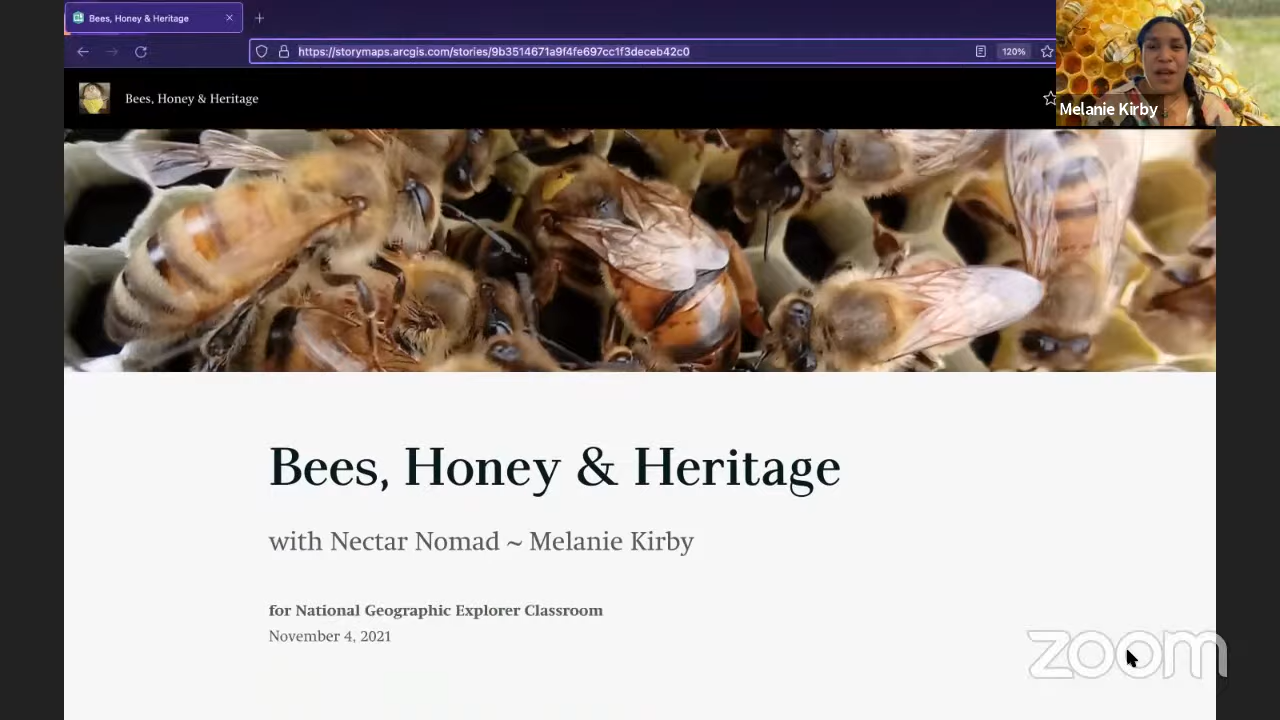 Bees, Honey & Heritage
https://storymaps.arcgis.com/stories/9b3514671a9f4fe697cc1f3deceb42c0
120%
Bees, Honey & Heritage
Melanie Kirby
Bees, Honey & Heritage
with Nectar Nomad ~ Melanie Kirby
for National Geographic Explorer Classroom
November 4, 2021
zoom